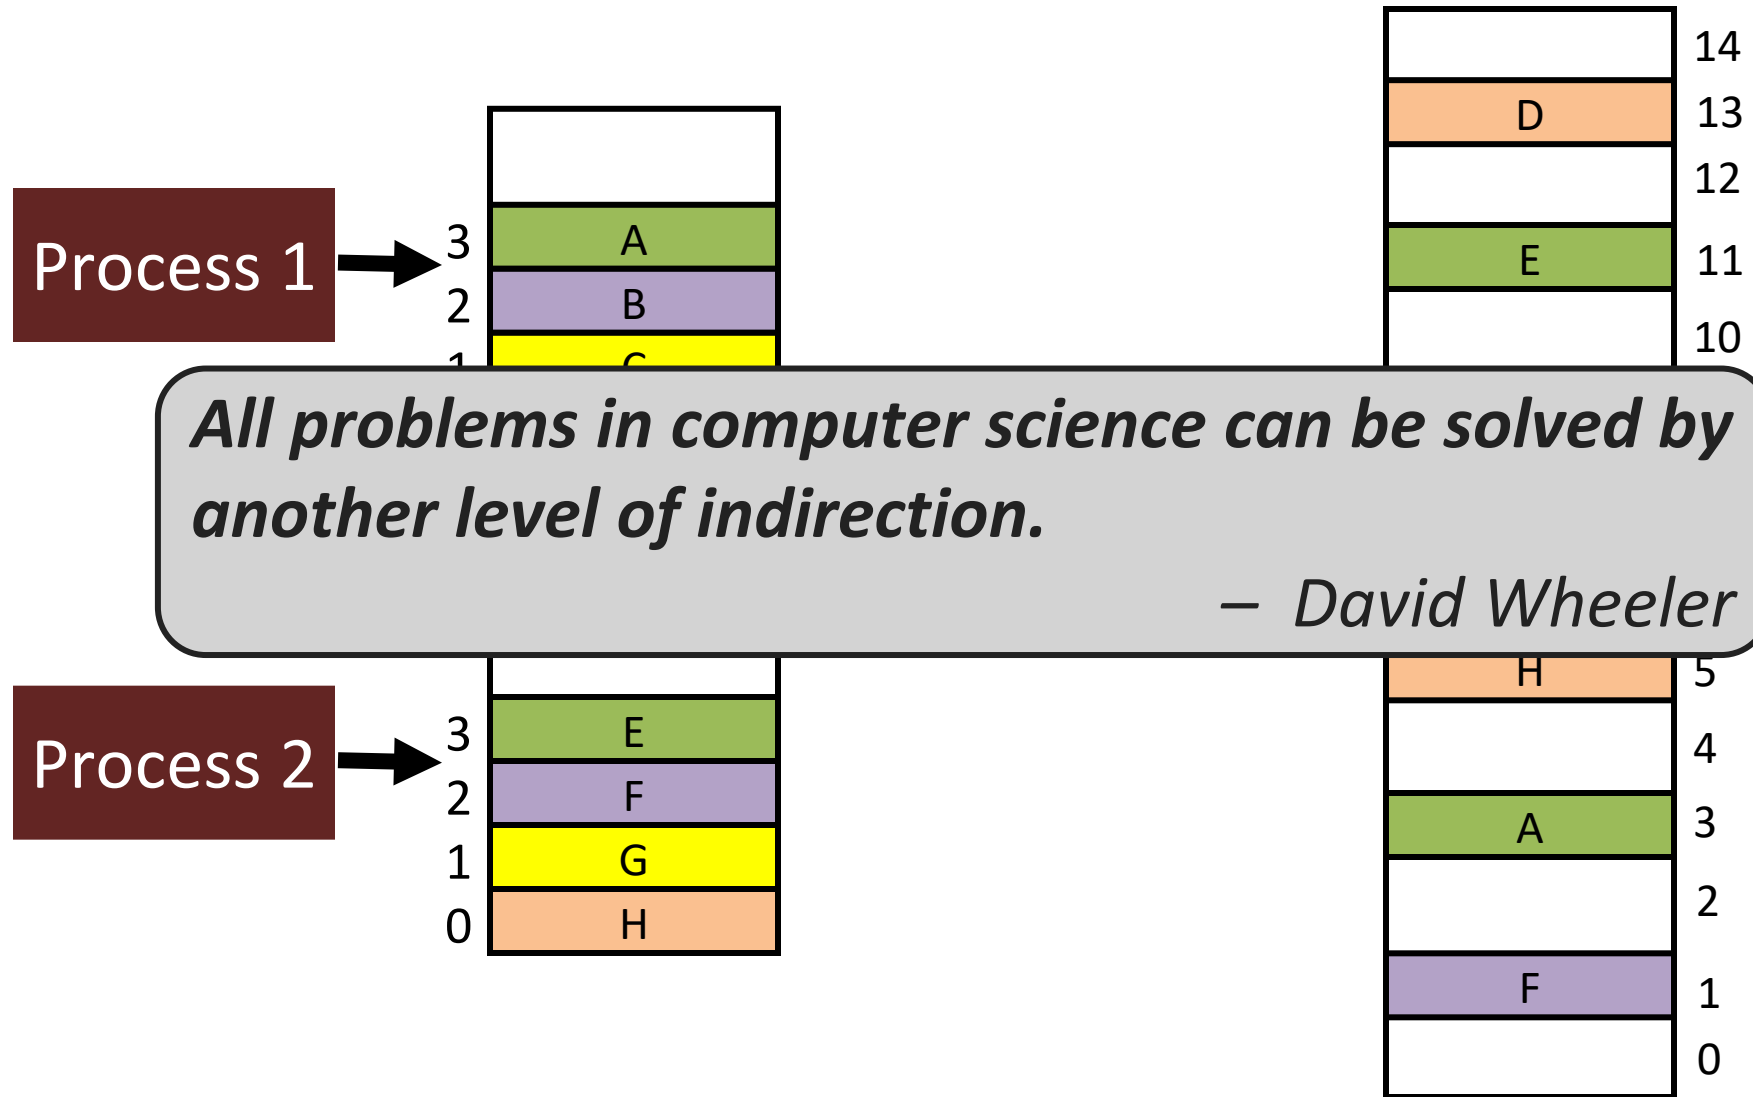 14
D 13
12
Process 1
3 A
E 11
2 B
10
1 C
All problems in computer science can be solved by
another level of indirection.
– David Wheeler
H 5
Process 2
3 E
4
2 F
A 3
1 G
2
0 H
F 1
0